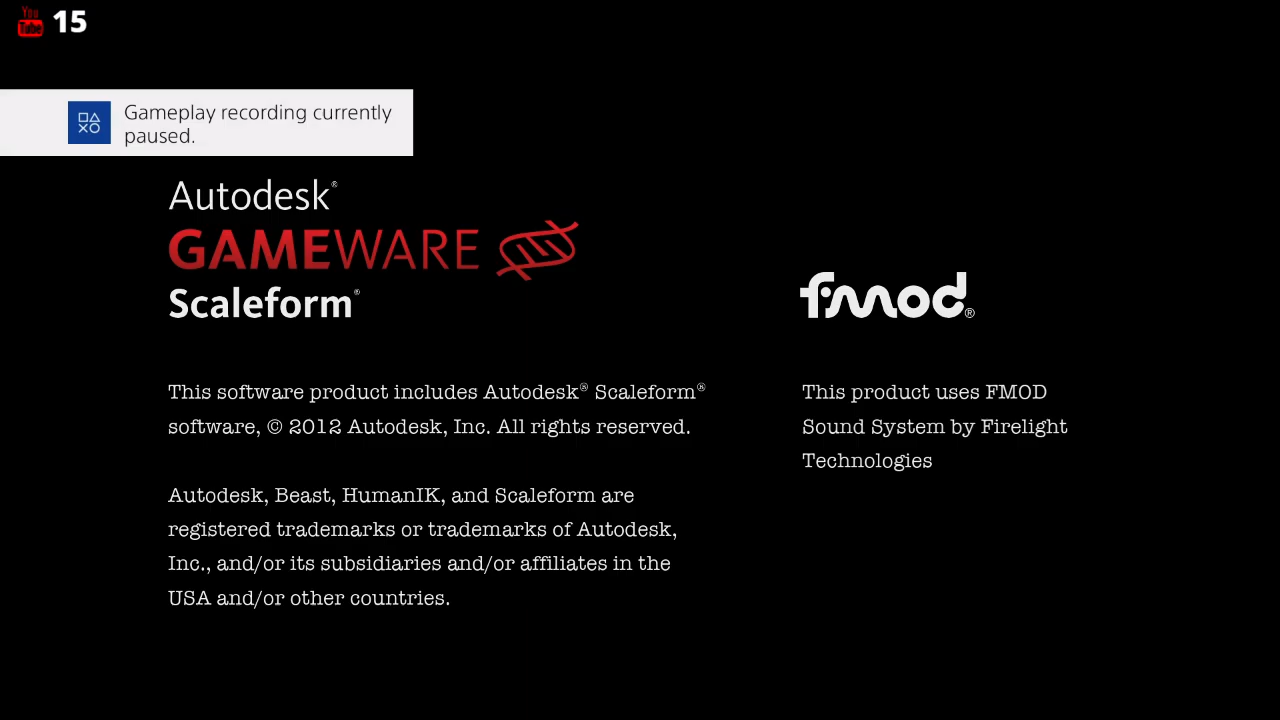 You
Tube 15
Gameplay recording currently
paused.
Autodesk®
GAMEWARE
Scaleform®
fmod®
This software product includes Autodesk® Scaleform®
software, © 2012 Autodesk, Inc. All rights reserved.
Autodesk, Beast, HumanIK, and Scaleform are
registered trademarks or trademarks of Autodesk,
Inc., and/or its subsidiaries and/or affiliates in the
USA and/or other countries.
This product uses FMOD
Sound System by Firelight
Technologies